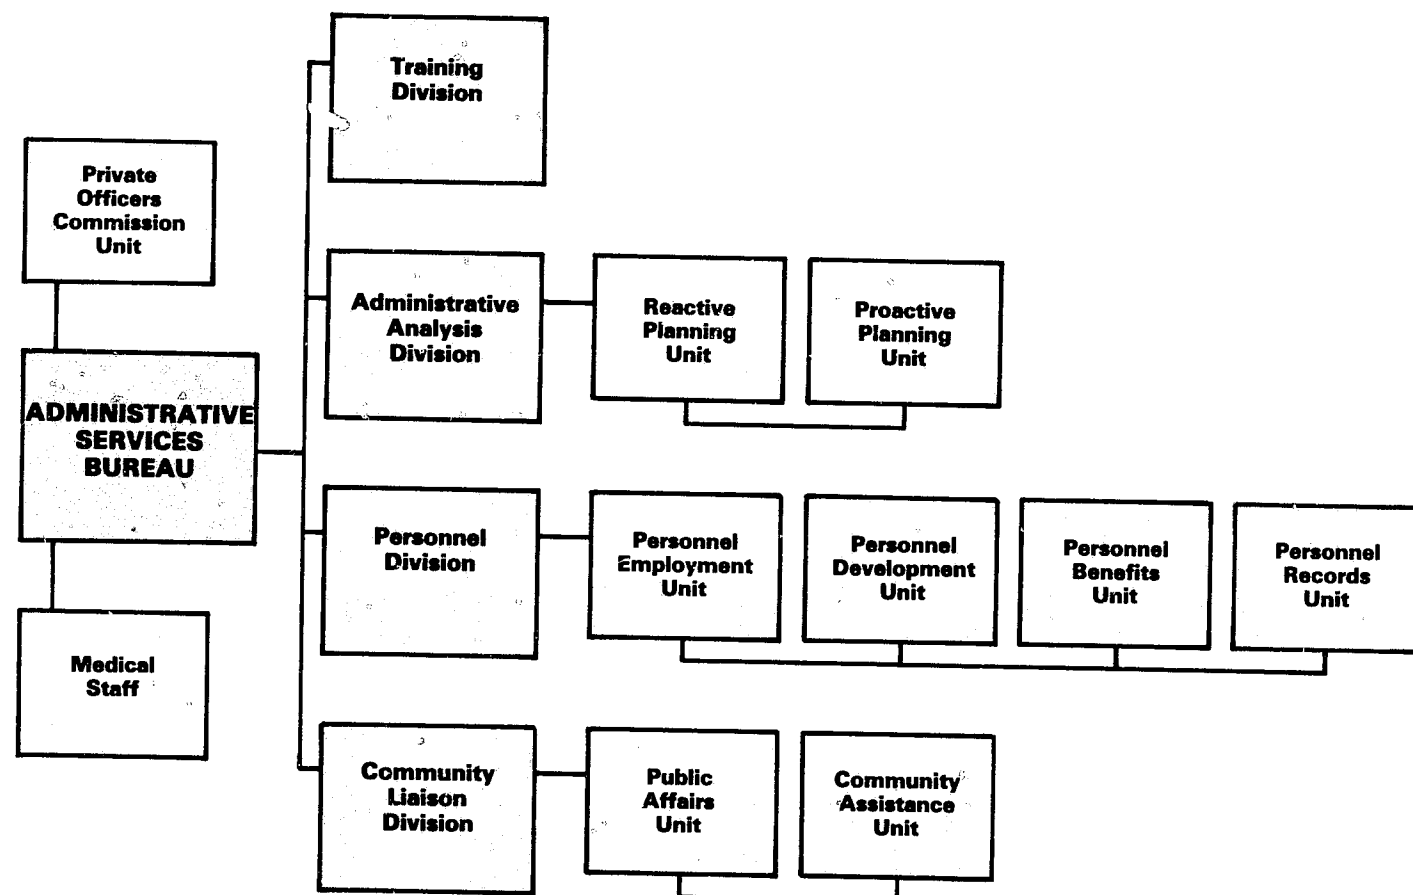 Training
Division
Private
Officers
Commission
Unit
Administrative
Analysis
Division
Reactive
Planning
Unit
Proactive
Planning
Unit
ADMINISTRATIVE
SERVICES
BUREAU
Personnel
Division
Personnel
Employment
Unit
Personnel
Development
Unit
Personnel
Benefits
Unit
Personnel
Records
Unit
Medical
Staff
Community
Liaison
Division
Public
Affairs
Unit
Community
Assistance
Unit